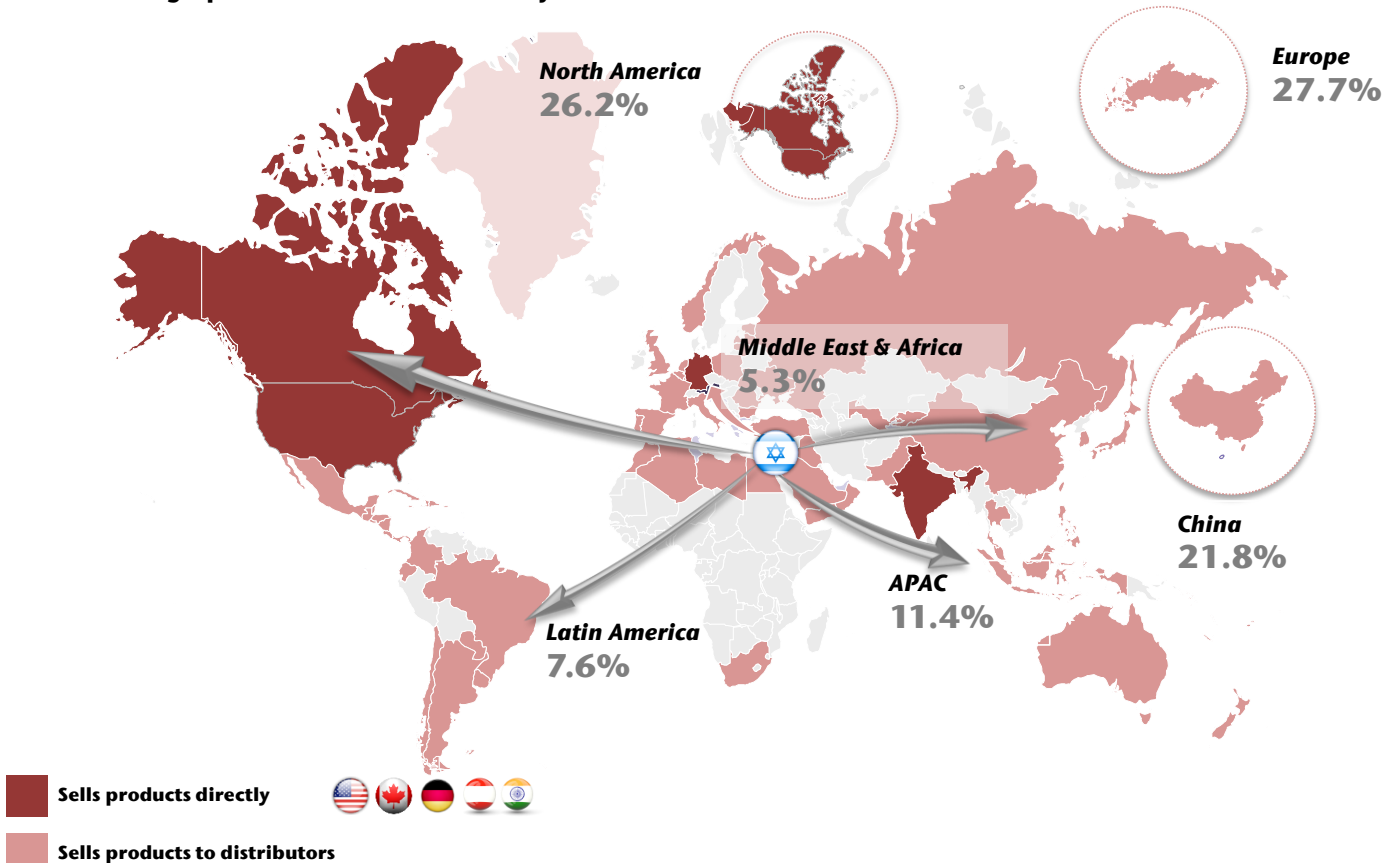 North America
26.2%
Europe
27.7%
Middle East & Africa
5.3%
China
21.8%
APAC
11.4%
Latin America
7.6%
Sells products directly
Sells products to distributors